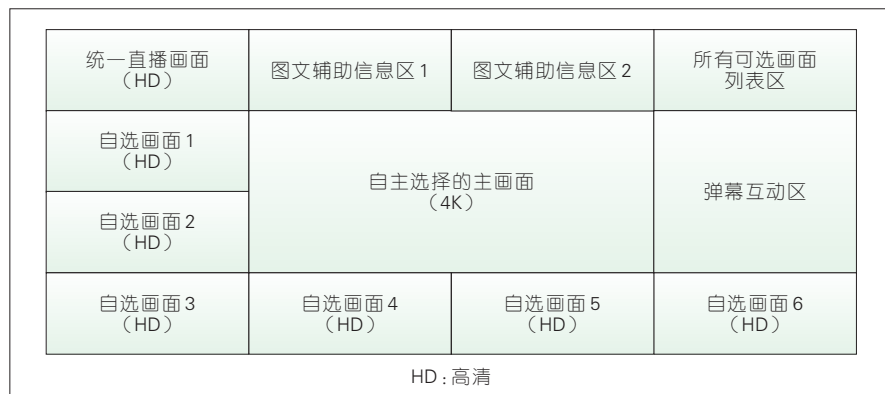 统一直播画面
（HD）
图文辅助信息区 1
图文辅助信息区 2
所有可选画面
列表区
自选画面 1
（HD）
自选画面 2
（HD）
自主选择的主画面
（4K）
弹幕互动区
自选画面 3
（HD）
自选画面 4
（HD）
自选画面 5
（HD）
自选画面 6
（HD）
HD：高清